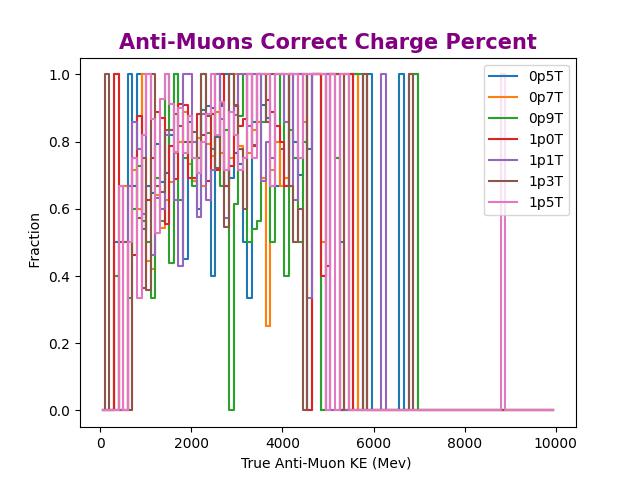 Anti-Muons Correct Charge Percent
1.0
0.8
0.6
0.4
0.2
0.0
Fraction
0
2000
4000
6000
8000
10000
True Anti-Muon KE (Mev)
0p5T
0p7T
0p9T
1p0T
1p1T
1p3T
1p5T